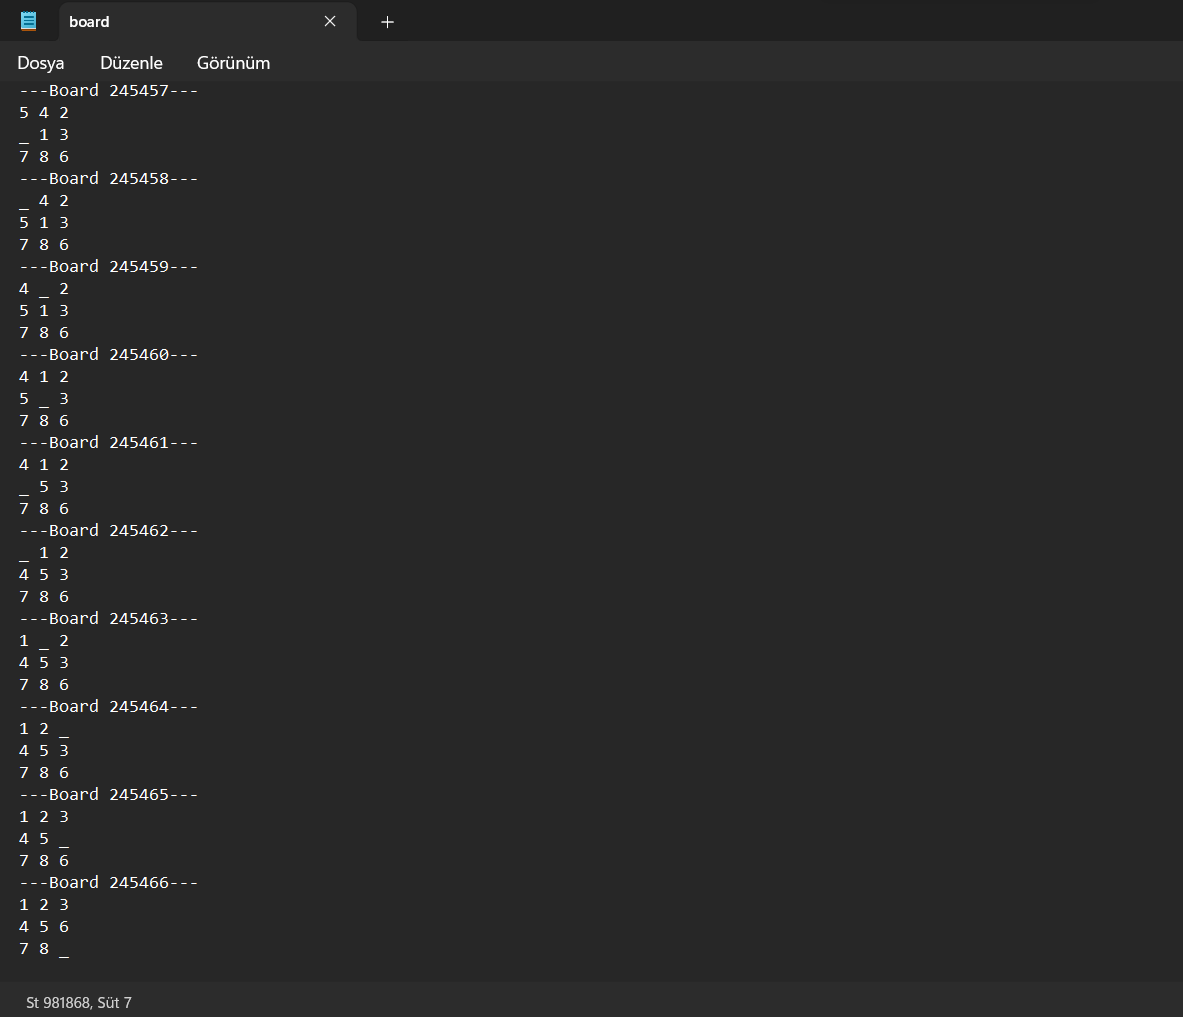 board
Dosya Düzenle Görünüm
---Board 245457---
5 4 2
_ 1 3
7 8 6
---Board 245458---
_ 4 2
5 1 3
7 8 6
---Board 245459---
4 _ 2
5 1 3
7 8 6
---Board 245460---
4 1 2
5 _ 3
7 8 6
---Board 245461---
4 1 2
_ 5 3
7 8 6
---Board 245462---
_ 1 2
4 5 3
7 8 6
---Board 245463---
1 _ 2
4 5 3
7 8 6
---Board 245464---
1 2 _
4 5 3
7 8 6
---Board 245465---
1 2 3
4 5 _
7 8 6
---Board 245466---
1 2 3
4 5 6
7 8 _
St 981868, Süt 7